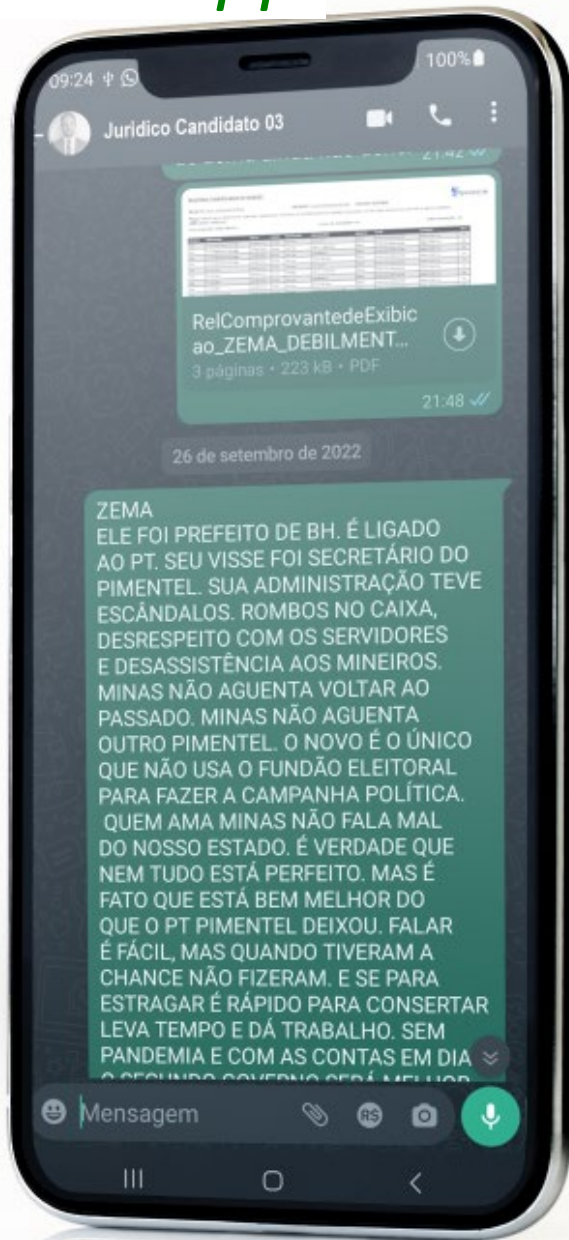 09:24
100%
Juridico Candidato 03
21:42
RelComprovantedeExibic
ao_ZEMA_DEBILMENT...
3 páginas • 223 kB • PDF
21:48
26 de setembro de 2022
ZEMA
ELE FOI PREFEITO DE BH. É LIGADO
AO PT. SEU VISSE FOI SECRETÁRIO DO
PIMENTEL. SUA ADMINISTRAÇÃO TEVE
ESCÂNDALOS. ROMBOS NO CAIXA,
DESRESPEITO COM OS SERVIDORES
E DESASSISTÊNCIA AOS MINEIROS.
MINAS NÃO AGUENTA VOLTAR AO
PASSADO. MINAS NÃO AGUENTA
OUTRO PIMENTEL. O NOVO É O ÚNICO
QUE NÃO USA O FUNDÃO ELEITORAL
PARA FAZER A CAMPANHA POLÍTICA.
QUEM AMA MINAS NÃO FALA MAL
DO NOSSO ESTADO. É VERDADE QUE
NEM TUDO ESTÁ PERFEITO. MAS É
FATO QUE ESTÁ BEM MELHOR DO
QUE O PT PIMENTEL DEIXOU. FALAR
É FÁCIL, MAS QUANDO TIVERAM A
CHANCE NÃO FIZERAM. E SE PARA
ESTRAGAR É RÁPIDO PARA CONSERTAR
LEVA TEMPO E DÁ TRABALHO. SEM
PANDEMIA E COM AS CONTAS EM DIA
O SEGUNDO GOVERNO SERÁ MELHOR
Mensagem
R$